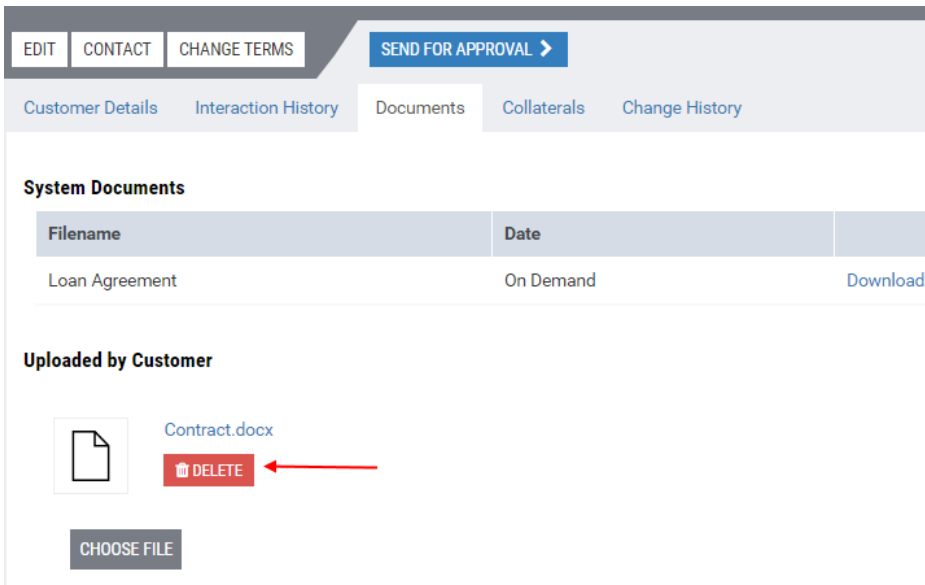 EDIT CONTACT CHANGE TERMS SEND FOR APPROVAL
Customer Details Interaction History Documents Collaterals Change History
System Documents
Filename Date
Loan Agreement On Demand Download
Uploaded by Customer
Contract.docx
DELETE
CHOOSE FILE